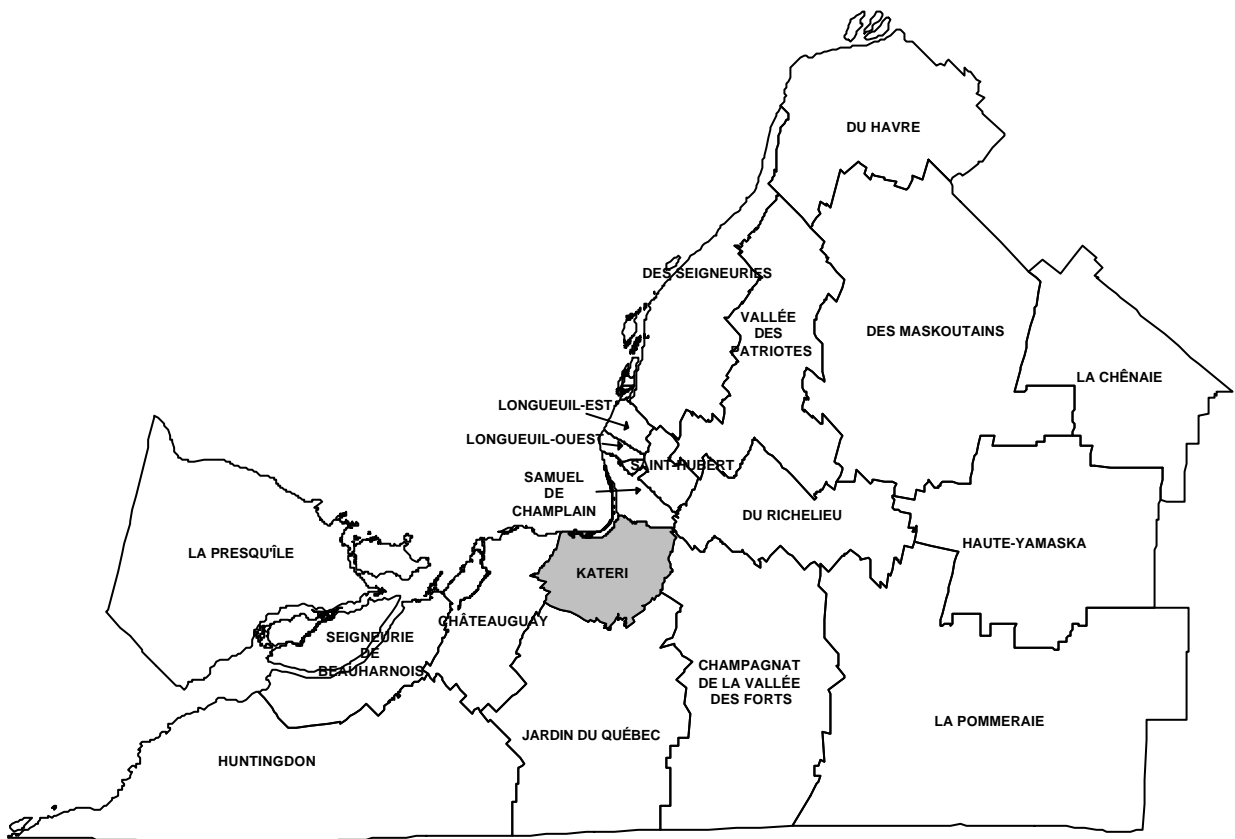 DU HAVRE
DES SEIGNEURIES
VALLÉE
DES
PATRIOTES
DES MASKOUTAINS
LA CHÊNAIE
LONGUEUIL-EST
LONGUEUIL-OUEST
SAINT-HUBERT
SAMUEL
DE
CHAMPLAIN
DU RICHELIEU
HAUTE-YAMASKA
LA PRESQU'ÎLE
KATERI
CHÂTEAUGUAY
SEIGNEURIE
DE
BEAUHARNOIS
CHAMPAGNAT
DE LA VALLÉE
DES FORTS
LA POMMERAIE
JARDIN DU QUÉBEC
HUNTINGDON